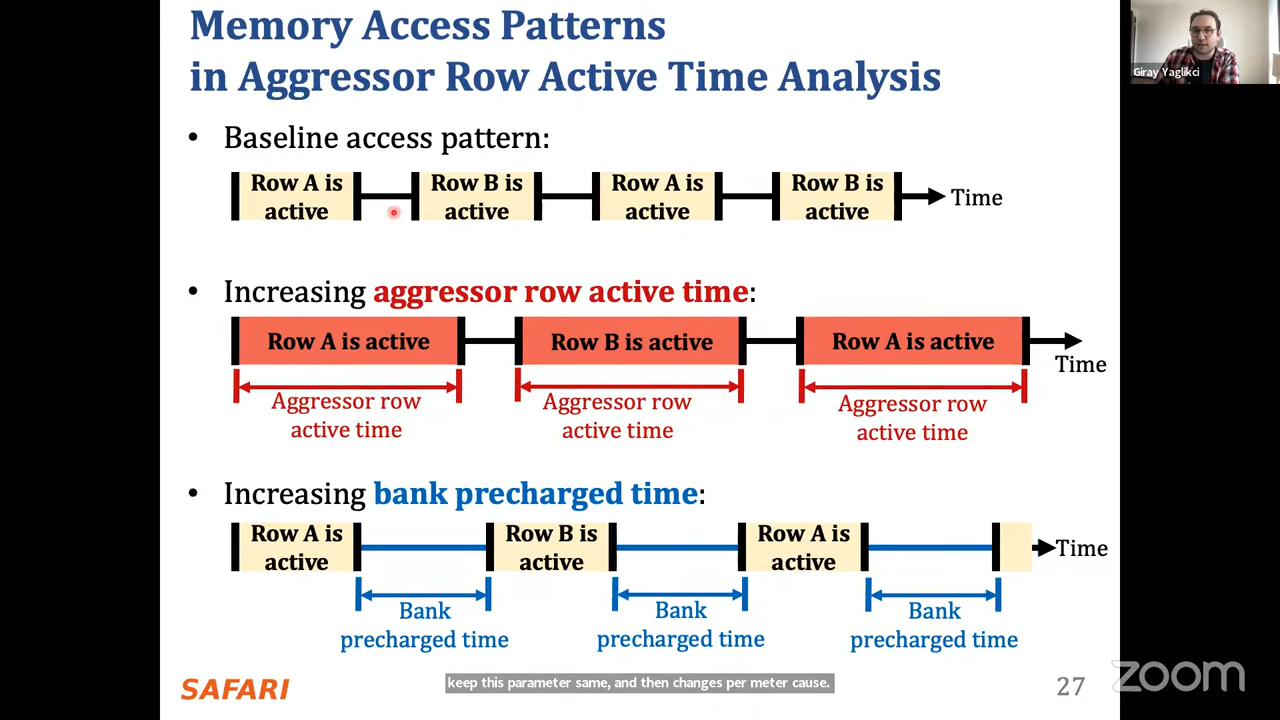 Memory Access Patterns
in Aggressor Row Active Time Analysis
Giray Yaglikci
• Baseline access pattern:
Row A is active
Row B is active
Row A is active
Row B is active
Time
• Increasing aggressor row active time:
Row A is active
Row B is active
Row A is active
Time
Aggressor row active time
Aggressor row active time
Aggressor row active time
• Increasing bank precharged time:
Row A is active
Row B is active
Row A is active
Time
Bank precharged time
Bank precharged time
Bank precharged time
SAFARI
keep this parameter same, and then changes per meter cause.
27
zoom